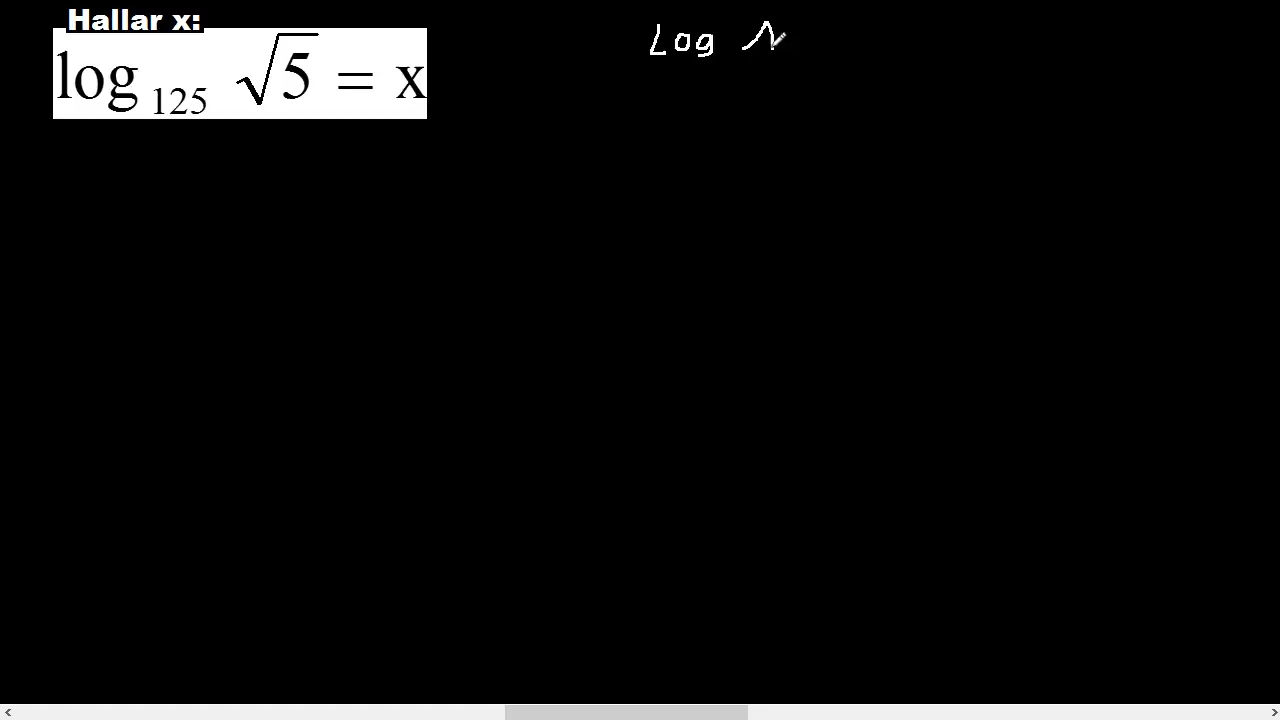 Hallar x:
log ₁₂₅ √5 = x
Log N